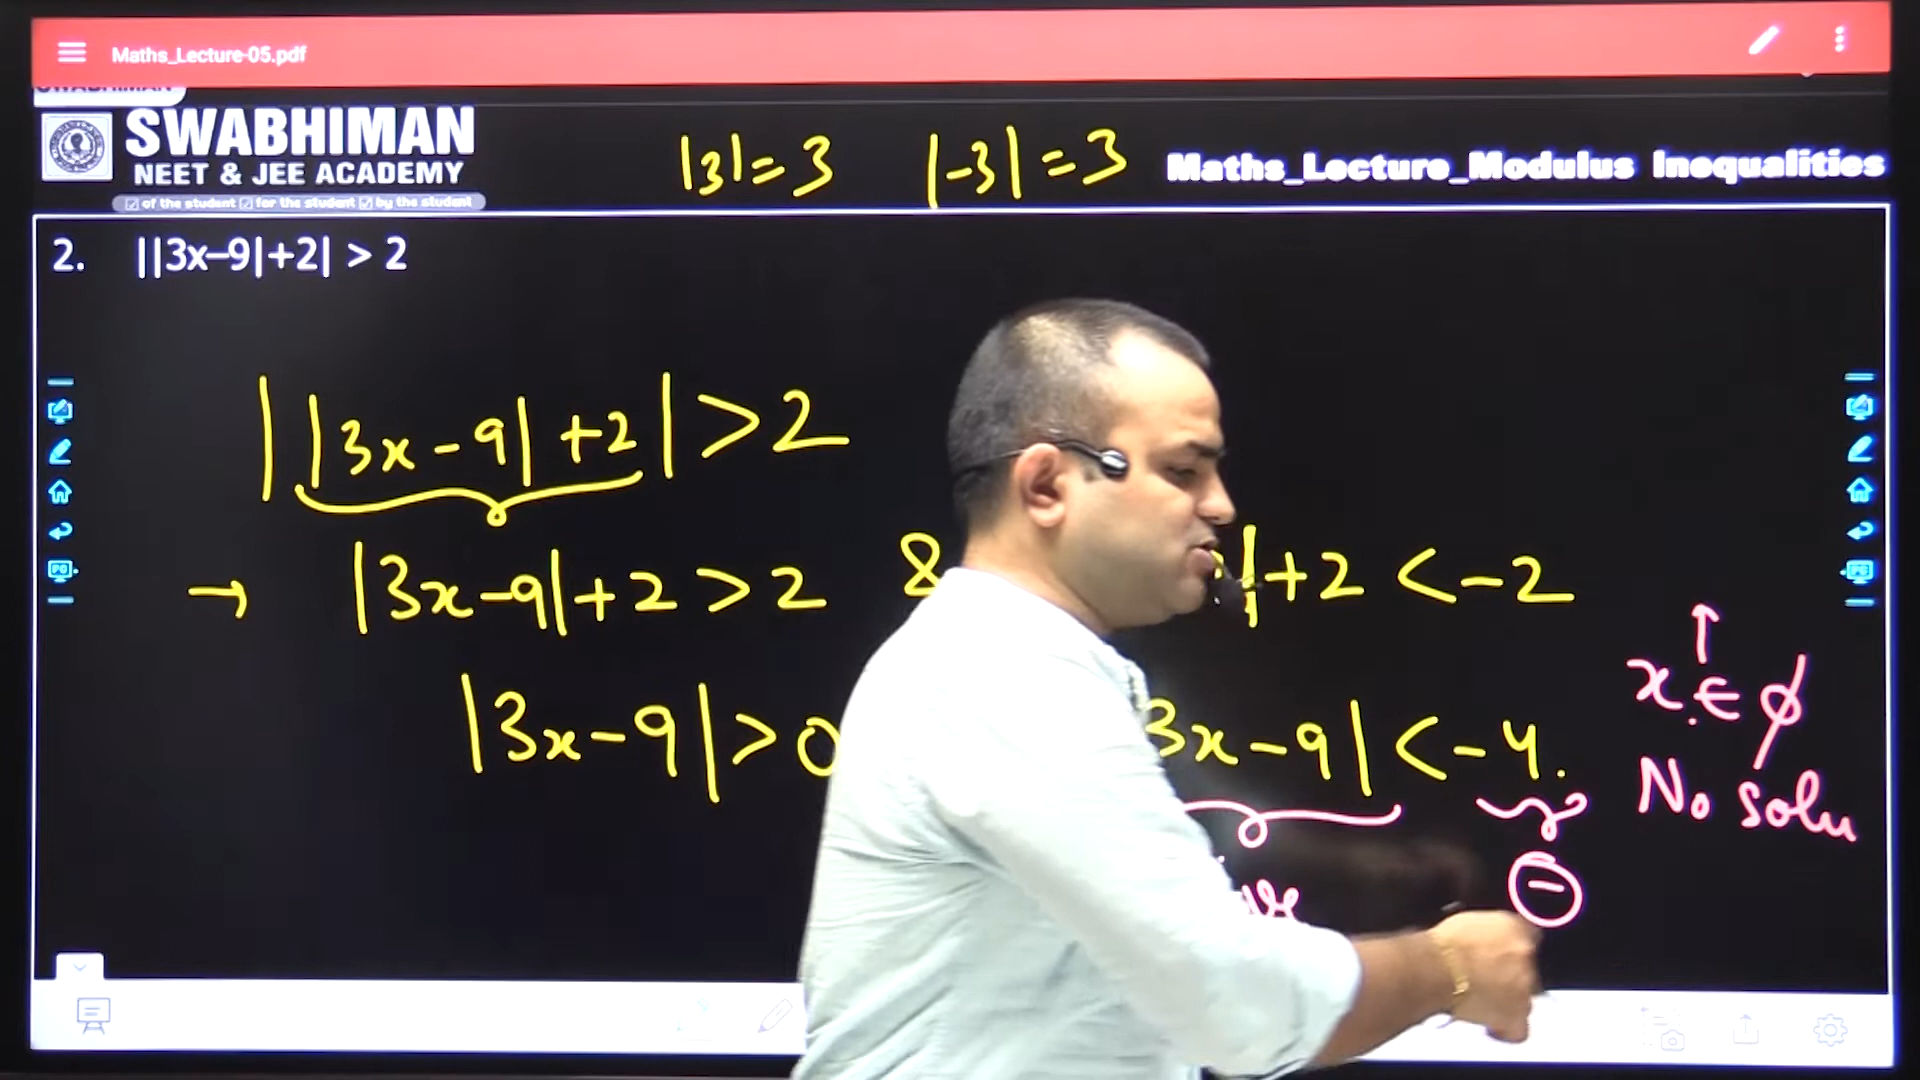 Maths_Lecture-05.pdf
SWABHIMAN
NEET & JEE ACADEMY
of the student for the student by the student
|3| = 3 |-3| = 3
Maths_Lecture_Modulus Inequalities
2. ||3x–9|+2| > 2
||3x-9|+2|>2
→ |3x-9|+2>2 & |+2<-2
|3x-9|>0 3x-9|<-4.
x ∈ ϕ
No solu
⊖